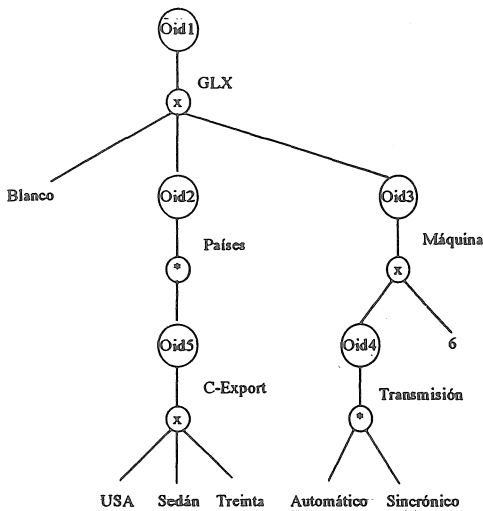 Oid1
GLX
x
Blanco
Oid2
Oid3
Países
Máquina
*
x
Oid5
Oid4
6
C-Export
Transmisión
x
*
USA Sedán Treinta Automático Sincrónico